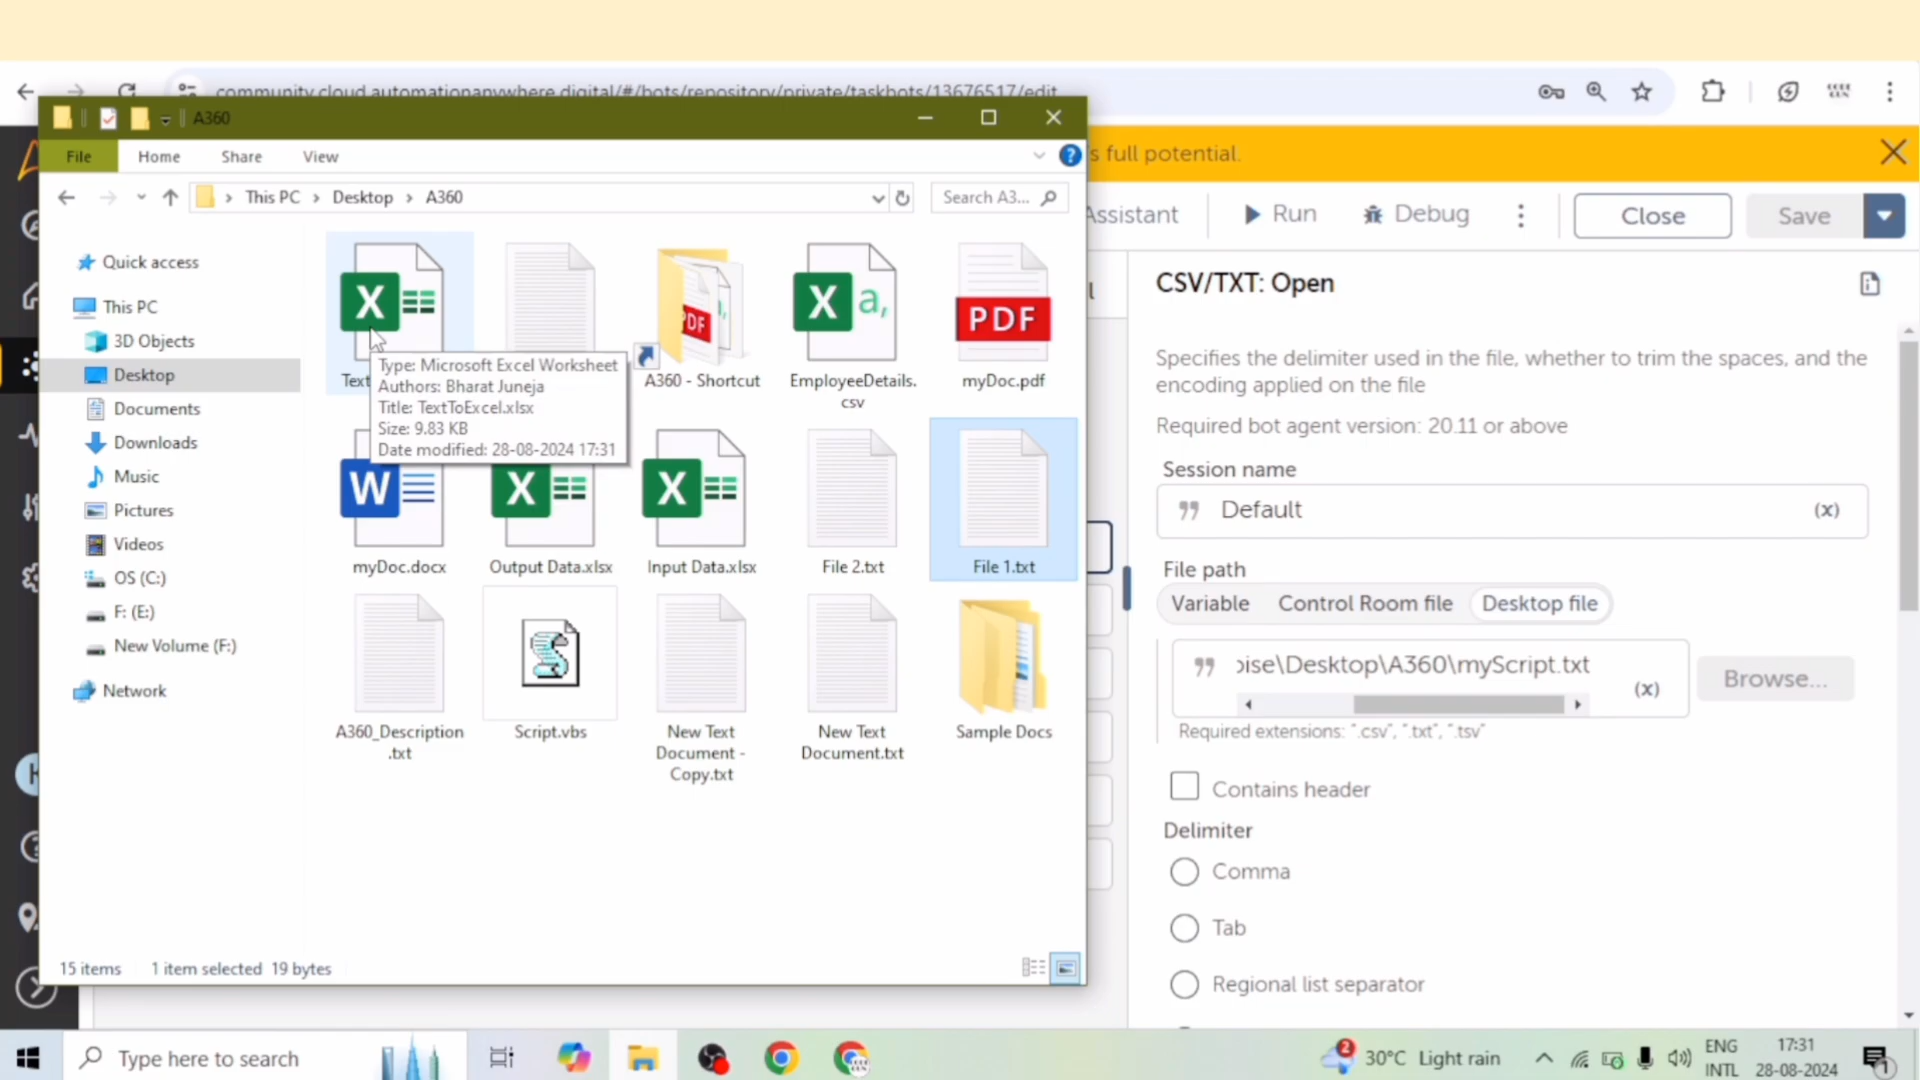 community.cloud.automationanywhere.digital/#/bots/repository/private/taskbots/13676517/edit
A360
s full potential.
File Home Share View
This PC Desktop A360
Search A3...
Assistant Run Debug Close Save
Quick access
This PC
3D Objects
Desktop
Documents
Downloads
Music
Pictures
Videos
OS (C:)
F: (E:)
New Volume (F:)
Network
Text
A360 - Shortcut
EmployeeDetails.
csv
PDF
myDoc.pdf
Type: Microsoft Excel Worksheet
Authors: Bharat Juneja
Title: TextToExcel.xlsx
Size: 9.83 KB
Date modified: 28-08-2024 17:31
myDoc.docx
Output Data.xlsx
Input Data.xlsx
File 2.txt
File 1.txt
A360_Description
.txt
Script.vbs
New Text
Document -
Copy.txt
New Text
Document.txt
Sample Docs
15 items 1 item selected 19 bytes
CSV/TXT: Open
Specifies the delimiter used in the file, whether to trim the spaces, and the
encoding applied on the file
Required bot agent version: 20.11 or above
Session name
Default (x)
File path
Variable Control Room file Desktop file
\Desktop\A360\myScript.txt
(x)
Browse...
Required extensions: ".csv", ".txt", ".tsv"
Contains header
Delimiter
Comma
Tab
Regional list separator
Type here to search
2
30°C Light rain
ENG
INTL
17:31
28-08-2024
1